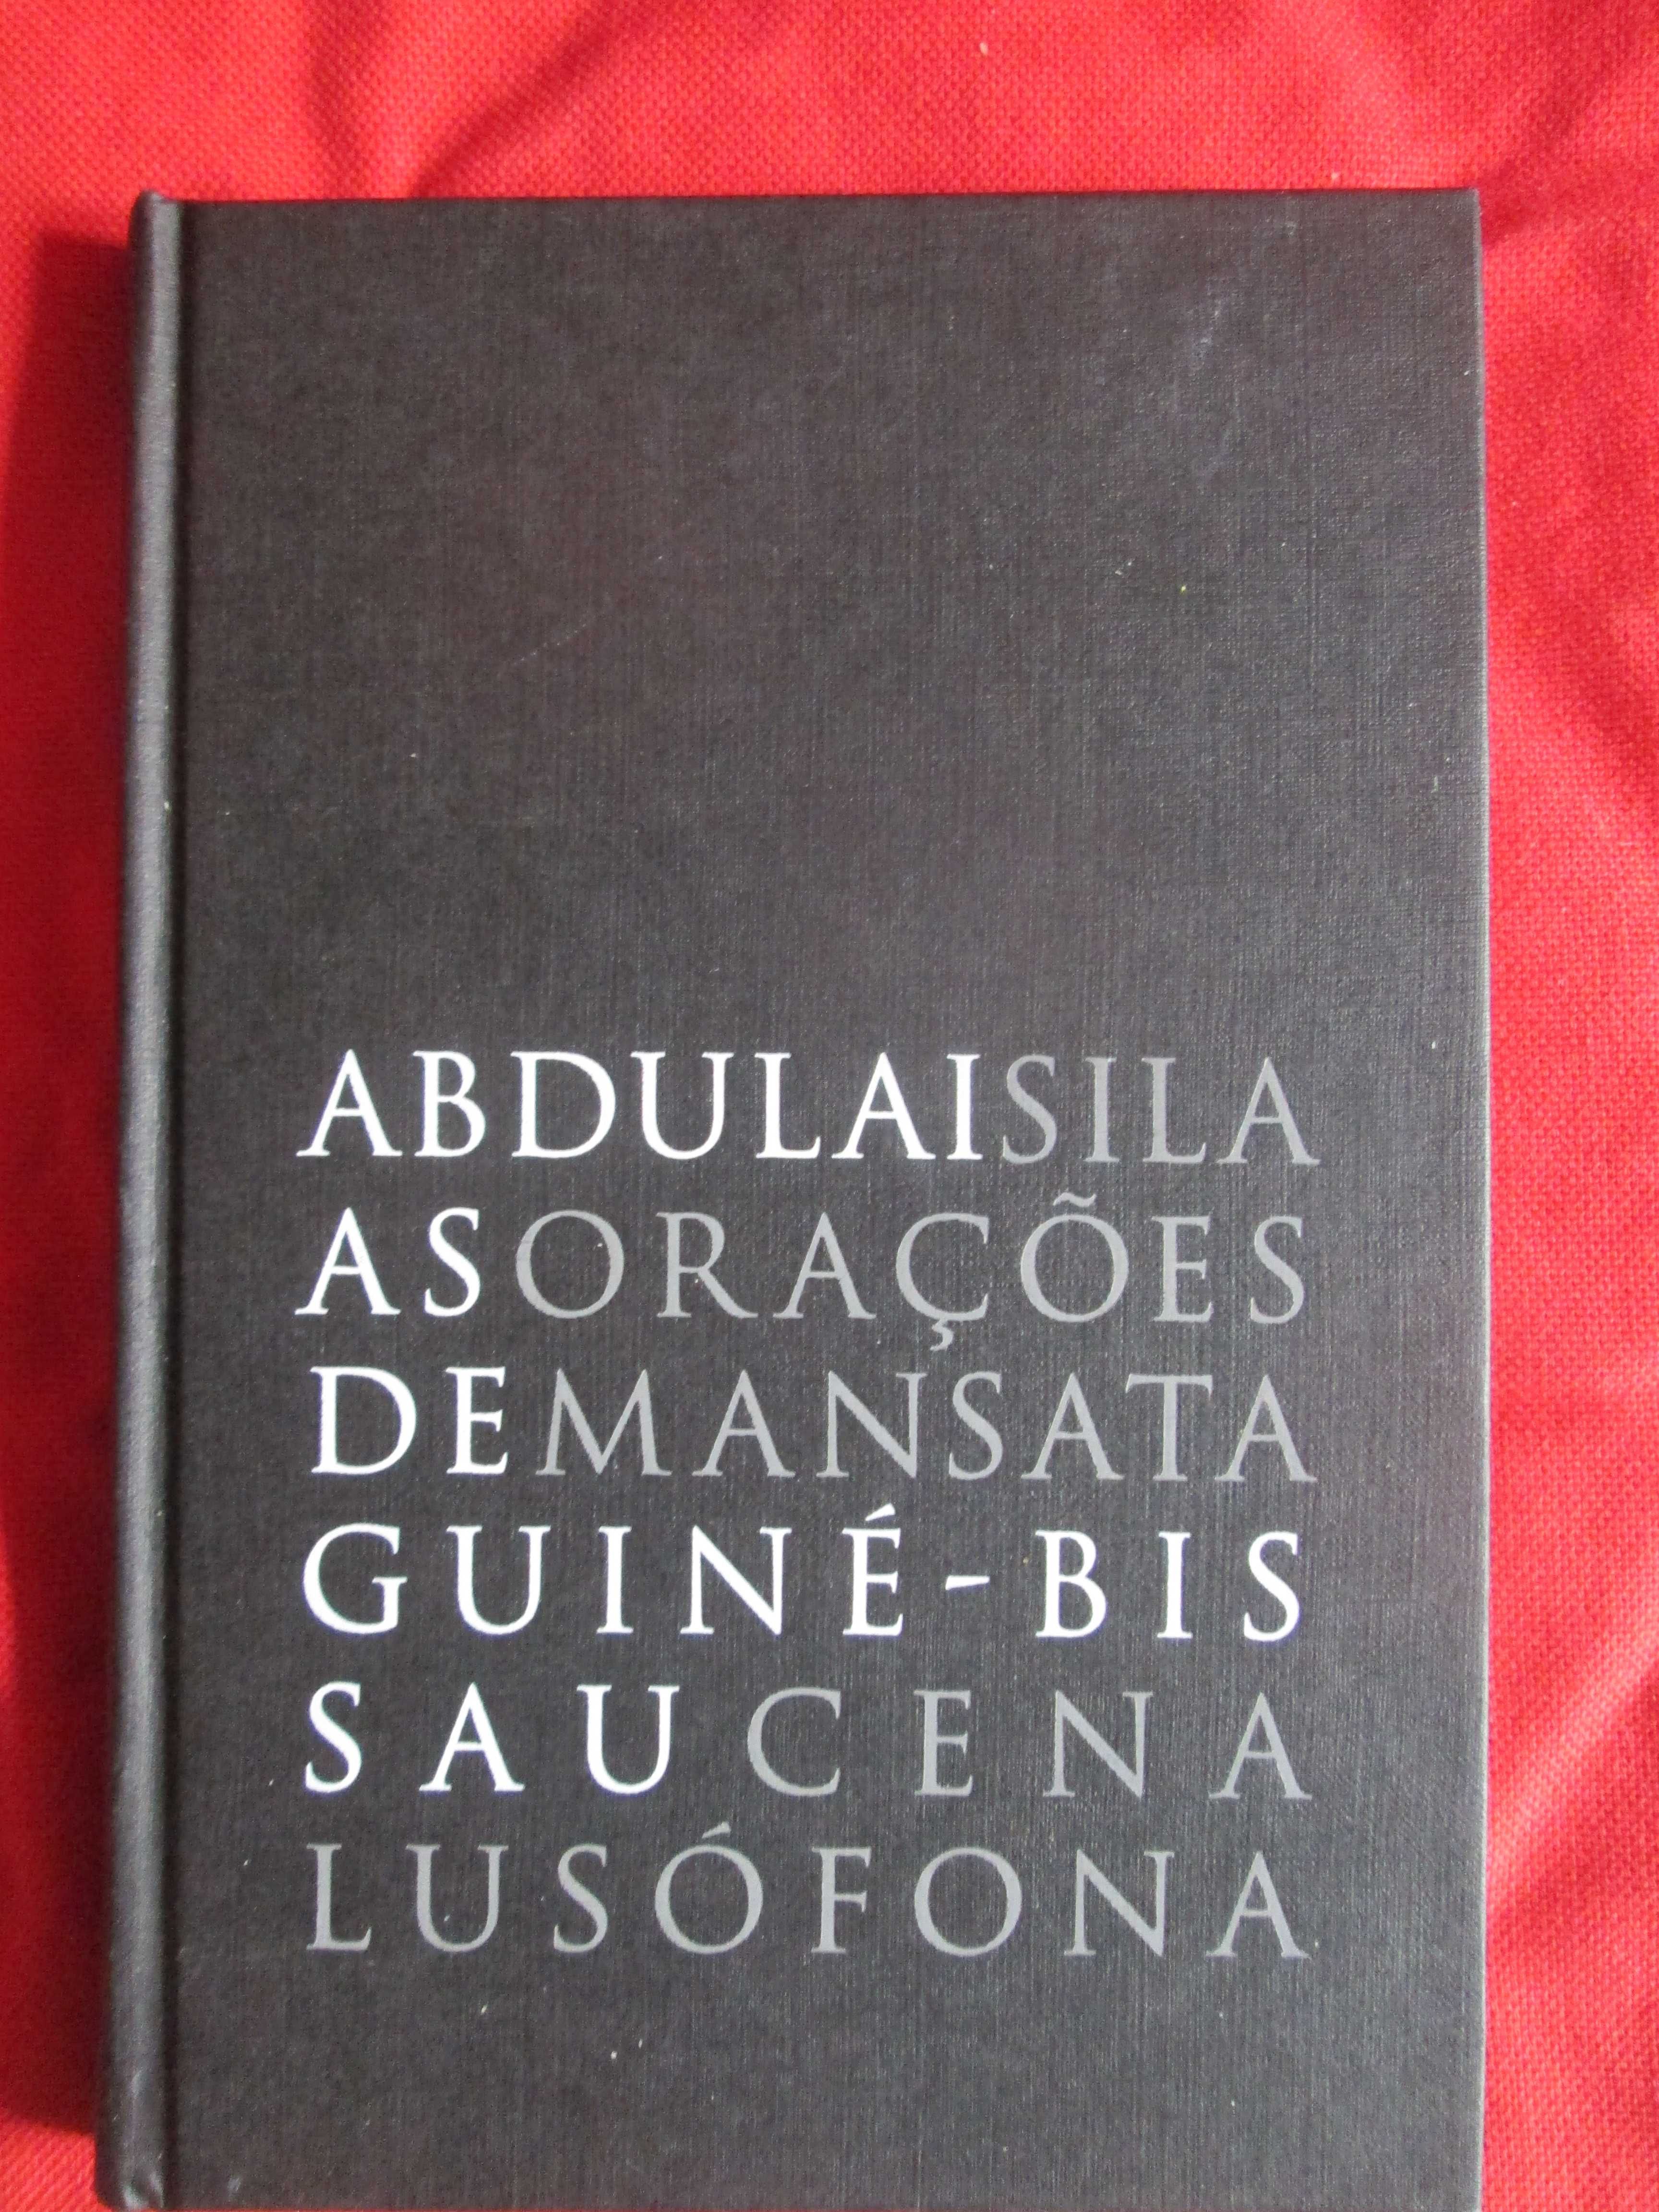 ABDULAISILA
ASORAÇÕES
DEMANSATA
GUINÉ-BIS
SAUCENA
LUSÓFONA